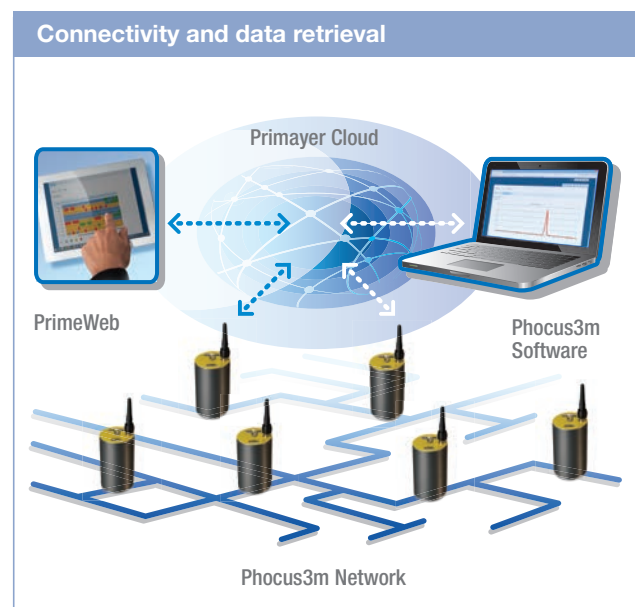 Connectivity and data retrieval
Primayer Cloud
PrimeWeb
Phocus3m
Software
Phocus3m Network